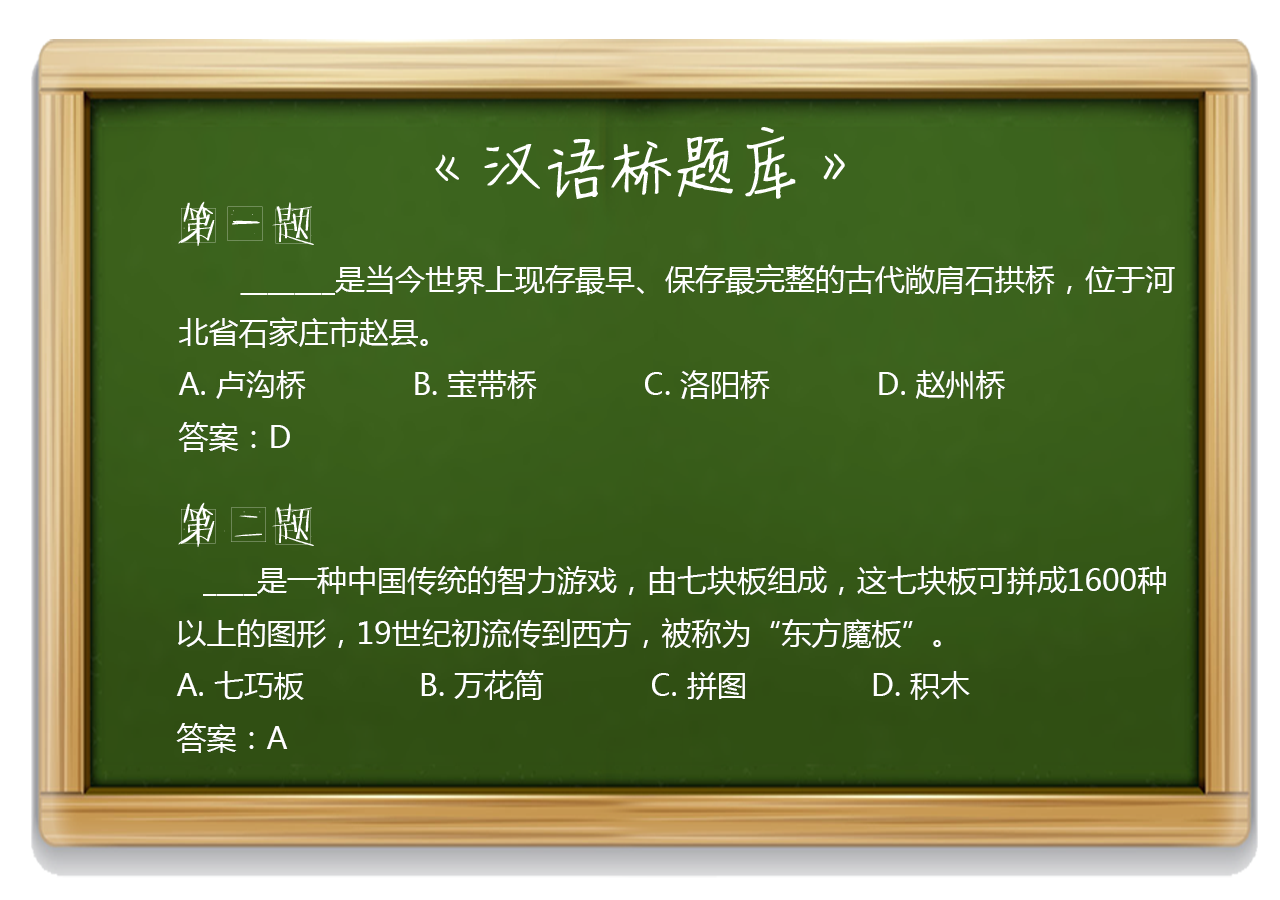 《 汉语桥题库 》
第一题
________是当今世界上现存最早、保存最完整的古代敞肩石拱桥，位于河
北省石家庄市赵县。
A. 卢沟桥 B. 宝带桥 C. 洛阳桥 D. 赵州桥
答案：D
第二题
____是一种中国传统的智力游戏，由七块板组成，这七块板可拼成1600种
以上的图形，19世纪初流传到西方，被称为“东方魔板”。
A. 七巧板 B. 万花筒 C. 拼图 D. 积木
答案：A